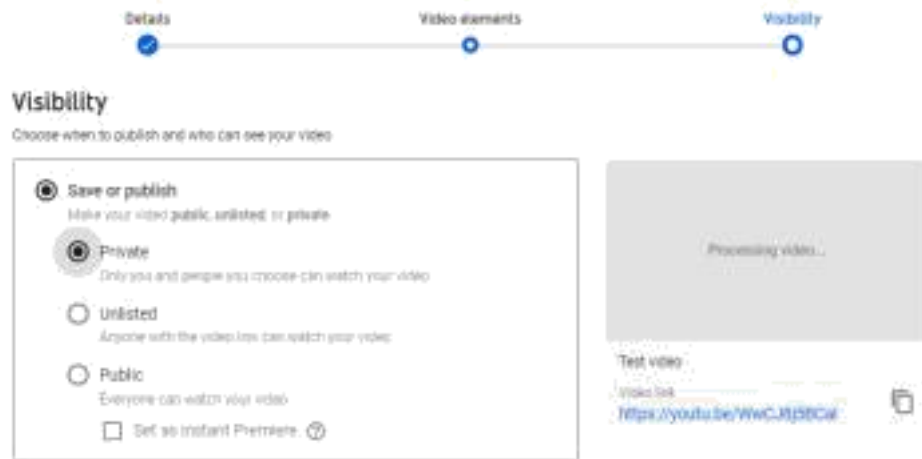 Details
Video elements
Visibility
Visibility
Choose when to publish and who can see your video
Save or publish
Make your video public, unlisted, or private
Private
Only you and people you choose can watch your video
Unlisted
Anyone with the video link can watch your video
Public
Everyone can watch your video
Set as instant Premiere
Processing video...
Test video
Video link